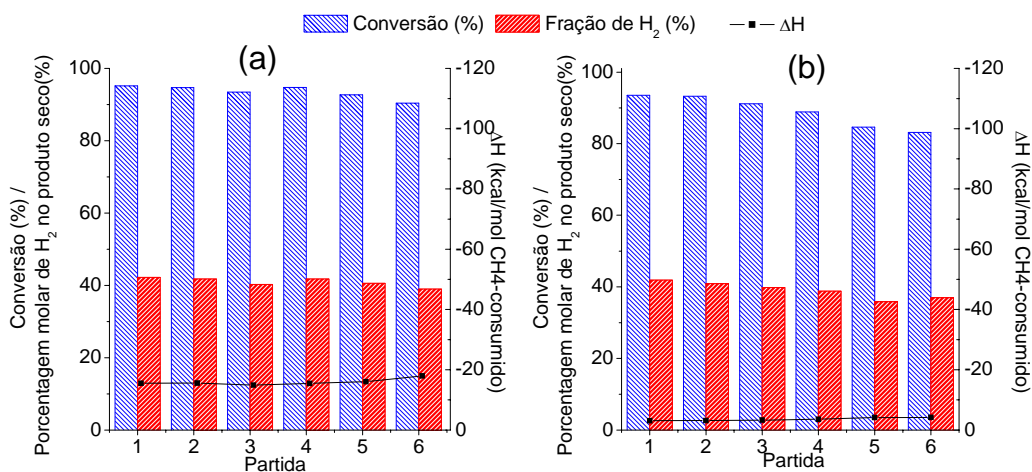 Conversão (%) Fração de H2 (%) ΔH
(a)
Conversão (%) /
Porcentagem molar de H2 no produto seco(%)
100
80
60
40
20
0
-120
-100
-80
-60
-40
-20
0
ΔH (kcal/mol CH4-consumido)
1 2 3 4 5 6
Partida
(b)
Conversão (%) /
Porcentagem molar de H2 no produto seco(%)
100
80
60
40
20
0
-120
-100
-80
-60
-40
-20
0
ΔH (kcal/mol CH4-consumido)
1 2 3 4 5 6
Partida